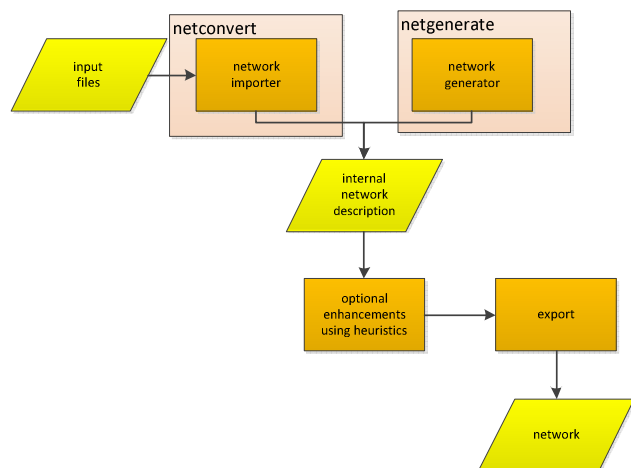 netconvert
netgenerate
input
files
network
importer
network
generator
internal
network
description
optional
enhancements
using heuristics
export
network